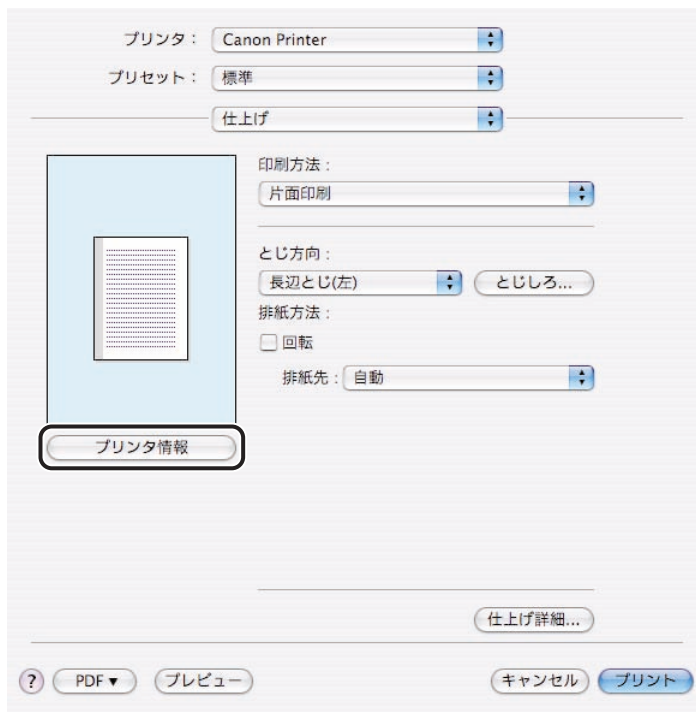 プリンタ： Canon Printer
プリセット： 標準
仕上げ
印刷方法：
片面印刷
とじ方向：
長辺とじ(左) とじしろ...
排紙方法：
回転
排紙先： 自動
プリンタ情報
仕上げ詳細...
? PDF▼ プレビュー キャンセル プリント